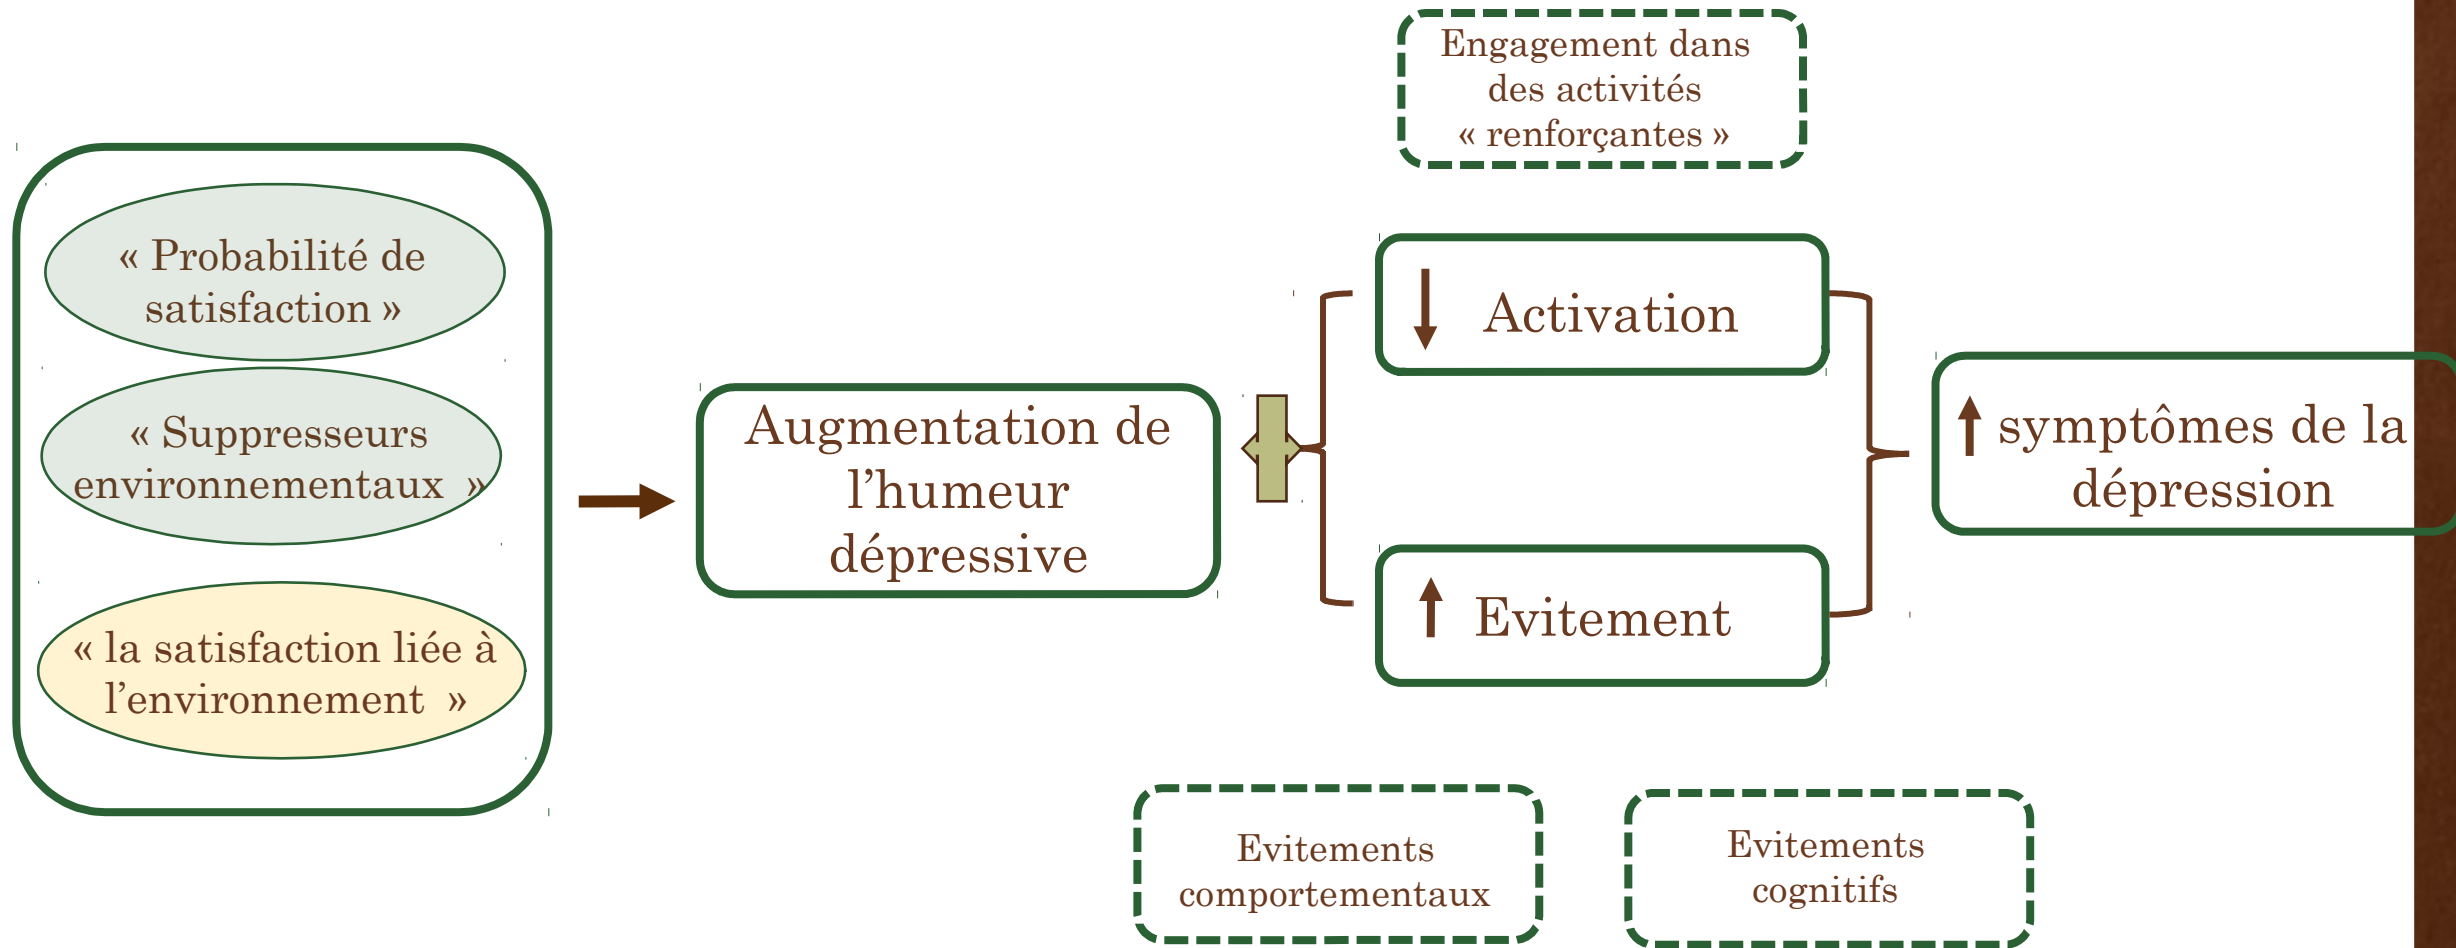 Engagement dans
des activités
« renforçantes »
« Probabilité de
satisfaction »
« Suppresseurs
environnementaux  »
« la satisfaction liée à
l’environnement  »
Augmentation de
l’humeur
dépressive
Activation
Evitement
symptômes de la
dépression
Evitements
comportementaux
Evitements
cognitifs